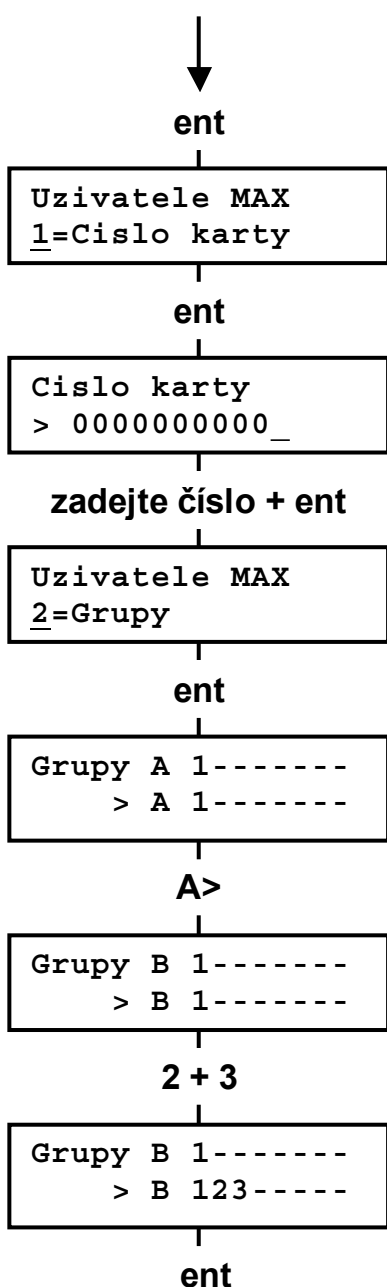 ent
Uzivatele MAX
1=Cislo karty
ent
Cislo karty
> 0000000000_
zadejte číslo + ent
Uzivatele MAX
2=Grupy
ent
Grupy A 1-------
> A 1-------
A>
Grupy B 1-------
> B 1-------
2 + 3
Grupy B 1-------
> B 123-----
ent